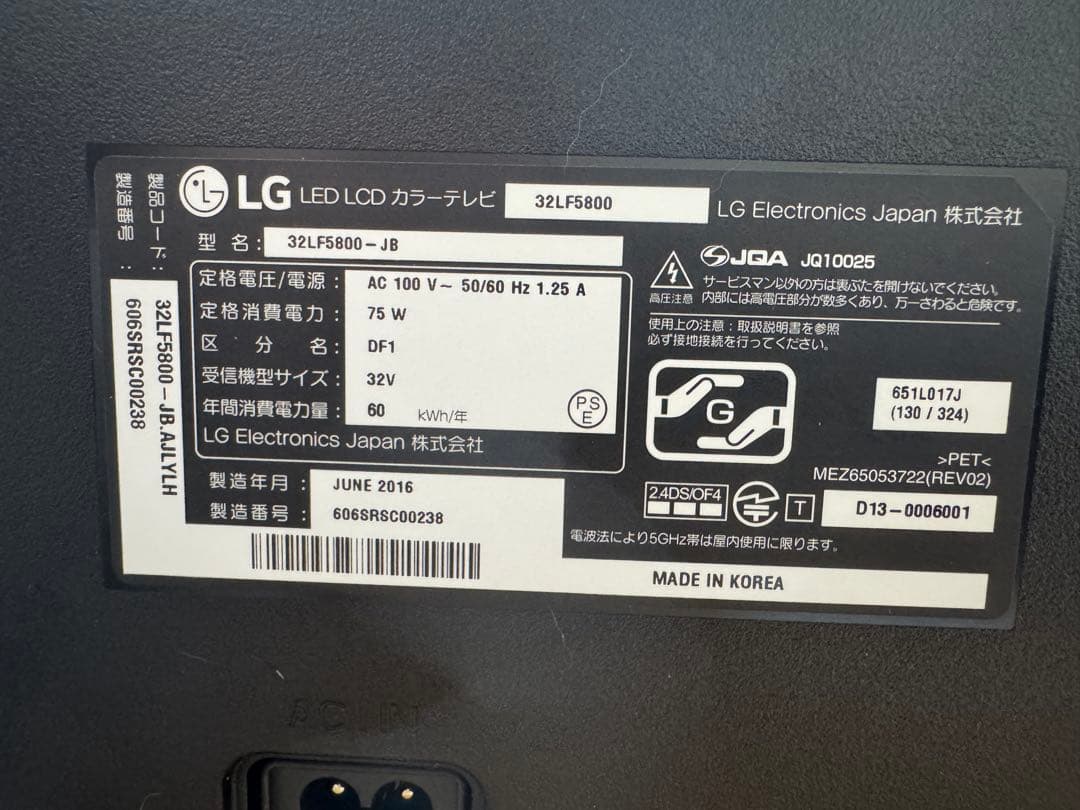 LG LED LCD カラーテレビ 32LF5800 LG Electronics Japan 株式会社
型 名 : 32LF5800-JB
定格電圧/電源 : AC 100 V~ 50/60 Hz 1.25 A
定格消費電力 : 75 W
区 分 名 : DF1
受信機型サイズ : 32V
年間消費電力量 : 60 kWh/年
PS
E
LG Electronics Japan 株式会社
製造年月 : JUNE 2016
製造番号 : 606SRSC00238
製品コード : 32LF5800-JB.AJLYLH
製造番号 : 606SRSC00238
JQA JQ10025
高圧注意
サービスマン以外の方は裏ぶたを開けないでください。
内部には高電圧部分が数多くあり、万一さわると危険です。
使用上の注意 : 取扱説明書を参照
必ず接地接続を行ってください。
G
651L017J
(130 / 324)
>PET<
MEZ65053722(REV02)
2.4DS/OF4
T D13-0006001
電波法により5GHz帯は屋内使用に限ります。
MADE IN KOREA
AC IN